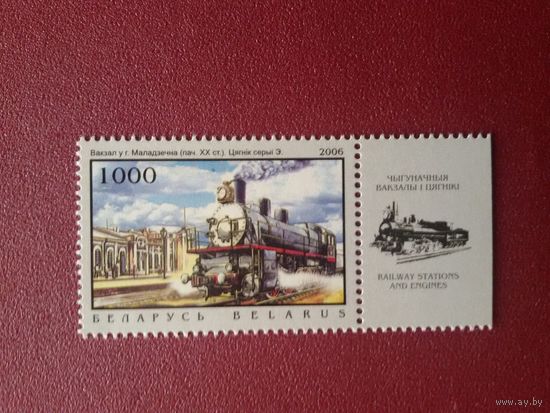 Вакзал у г. Маладзечна (пач. XX ст.). Цягнік серыі Э. 2006
1000
БЕЛАРУСЬ BELARUS
ЧЫГУНАЧНЫЯ
ВАКЗАЛЫ І ЦЯГНІКІ
RAILWAY STATIONS
AND ENGINES
www.ay.by